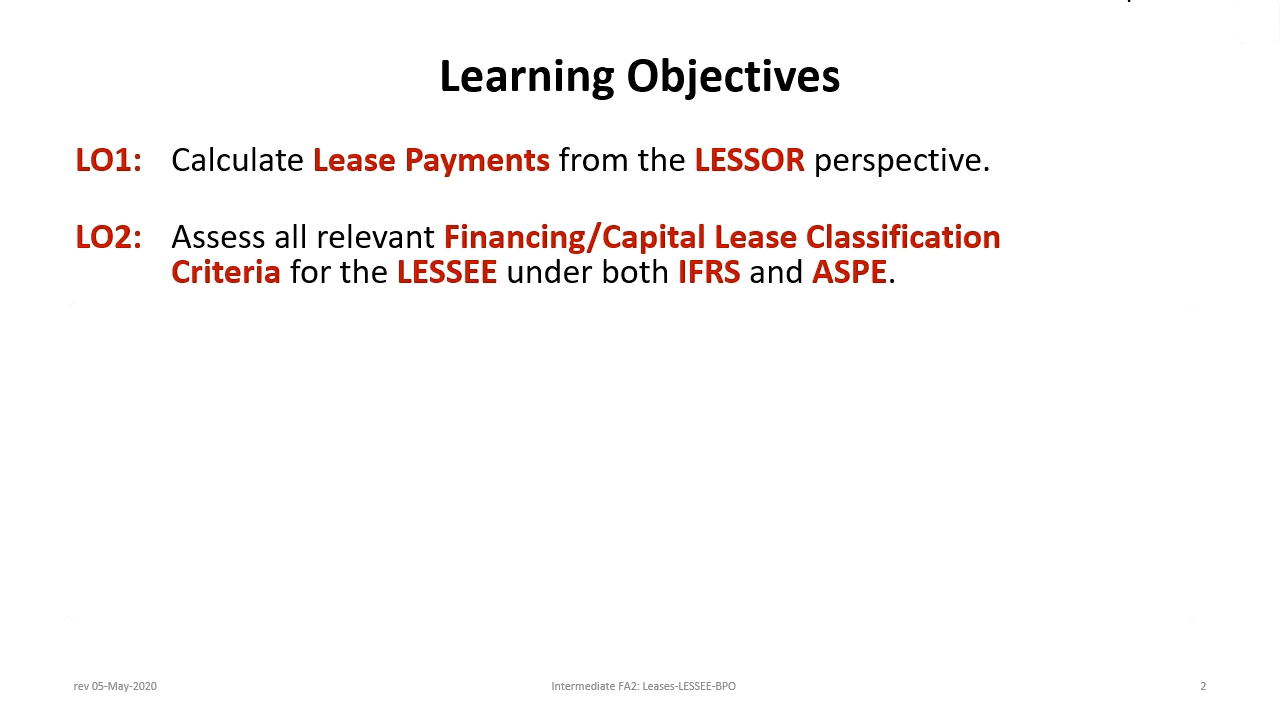 Learning Objectives
LO1: Calculate Lease Payments from the LESSOR perspective.
LO2: Assess all relevant Financing/Capital Lease Classification
Criteria for the LESSEE under both IFRS and ASPE.
rev 05-May-2020 Intermediate FA2: Leases-LESSEE-BPO 2